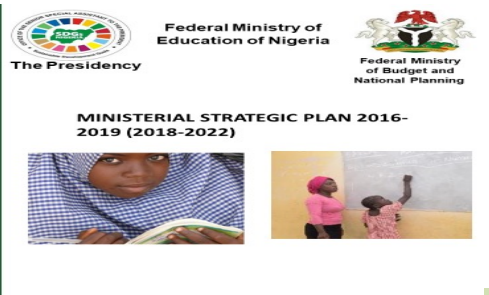 SDGs
The Presidency
Federal Ministry of
Education of Nigeria
Federal Ministry
of Budget and
National Planning
MINISTERIAL STRATEGIC PLAN 2016-
2019 (2018-2022)